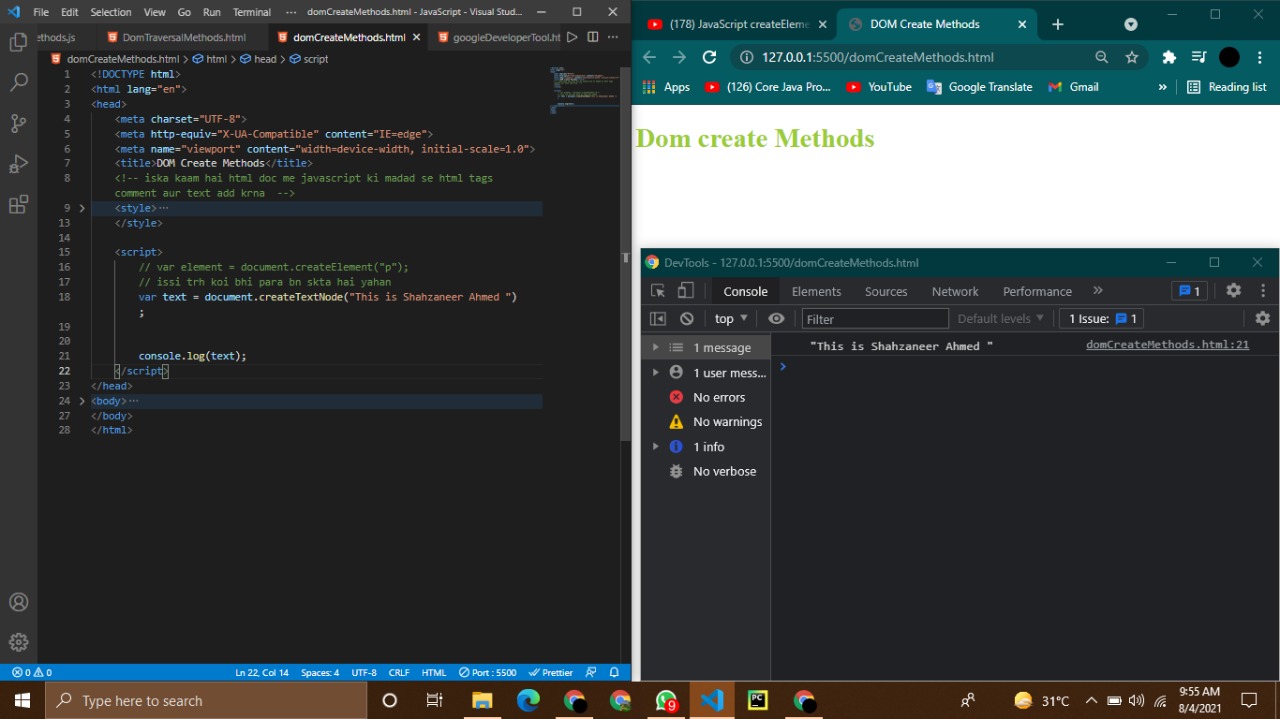 File Edit Selection View Go Run Terminal ··· domCreateMethods.html - JavaScript - Visual Stud...
ethods.js DomTraversalMethods.html domCreateMethods.html googleDeveloperTool.ht
domCreateMethods.html > html > head > script
1 <!DOCTYPE html>
2 <html lang="en">
3 <head>
4 <meta charset="UTF-8">
5 <meta http-equiv="X-UA-Compatible" content="IE=edge">
6 <meta name="viewport" content="width=device-width, initial-scale=1.0">
7 <title>DOM Create Methods</title>
8 <!-- iska kaam hai html doc me javascript ki madad se html tags
comment aur text add krna -->
9 <style>···
13 </style>
14
15 <script>
16 // var element = document.createElement("p");
17 // issi trh koi bhi para bn skta hai yahan
18 var text = document.createTextNode("This is Shahzaneer Ahmed ")
;
19
20
21 console.log(text);
22 </script>
23 </head>
24 <body>···
27 </body>
28 </html>
0 0 Ln 22, Col 14 Spaces: 4 UTF-8 CRLF HTML Port : 5500 Prettier
(178) JavaScript createEleme DOM Create Methods
127.0.0.1:5500/domCreateMethods.html
Apps (126) Core Java Pro... YouTube Google Translate Gmail » Reading list
Dom create Methods
DevTools - 127.0.0.1:5500/domCreateMethods.html
Console Elements Sources Network Performance » 1
top Filter Default levels 1 Issue: 1
1 message
1 user mess...
No errors
No warnings
1 info
No verbose
"This is Shahzaneer Ahmed " domCreateMethods.html:21
Type here to search
9
PC
31°C
9:55 AM
8/4/2021